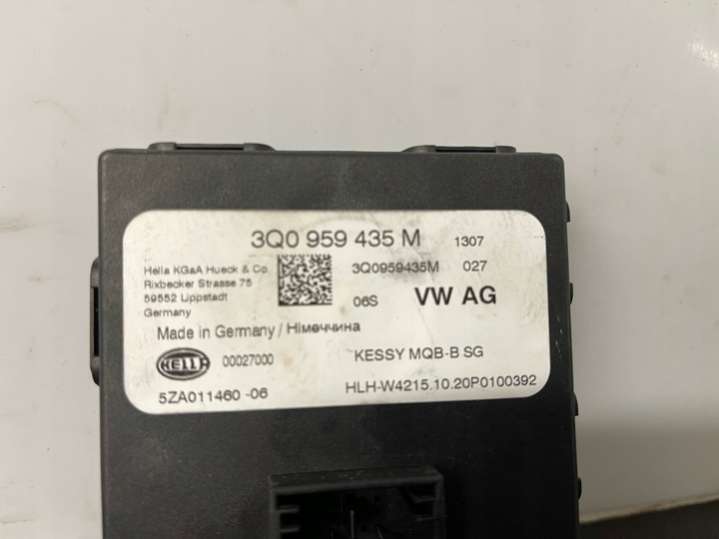 3Q0 959 435 M 1307
Hella KGaA Hueck & Co.
Rixbecker Strasse 75
59552 Lippstadt
Germany
3Q0959435M 027
06S VW AG
Made in Germany / Німеччина
HELLA 00027000 KESSY MQB-B SG
5ZA011460 -06 HLH-W4215.10.20P0100392